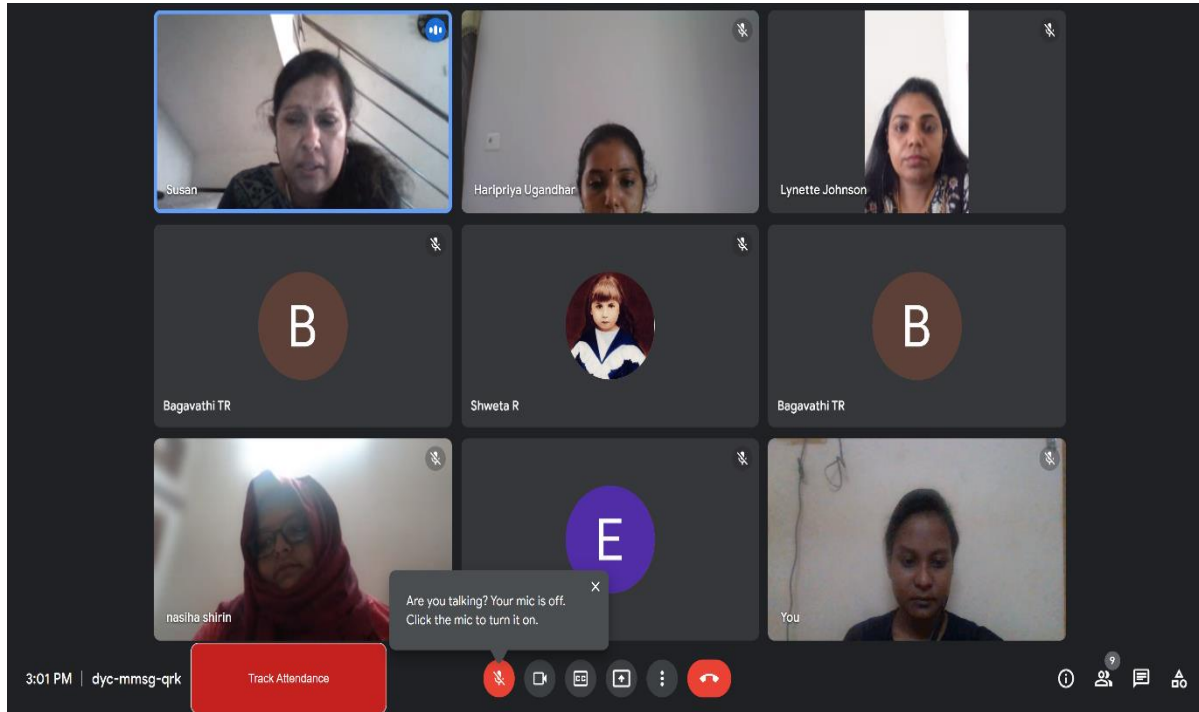 Susan
Haripriya Ugandhar
Lynette Johnson
B
Bagavathi TR
Shweta R
B
Bagavathi TR
nasiha shirin
E
You
Are you talking? Your mic is off.
Click the mic to turn it on.
3:01 PM | dyc-mmsg-qrk
Track Attendance
CC
9